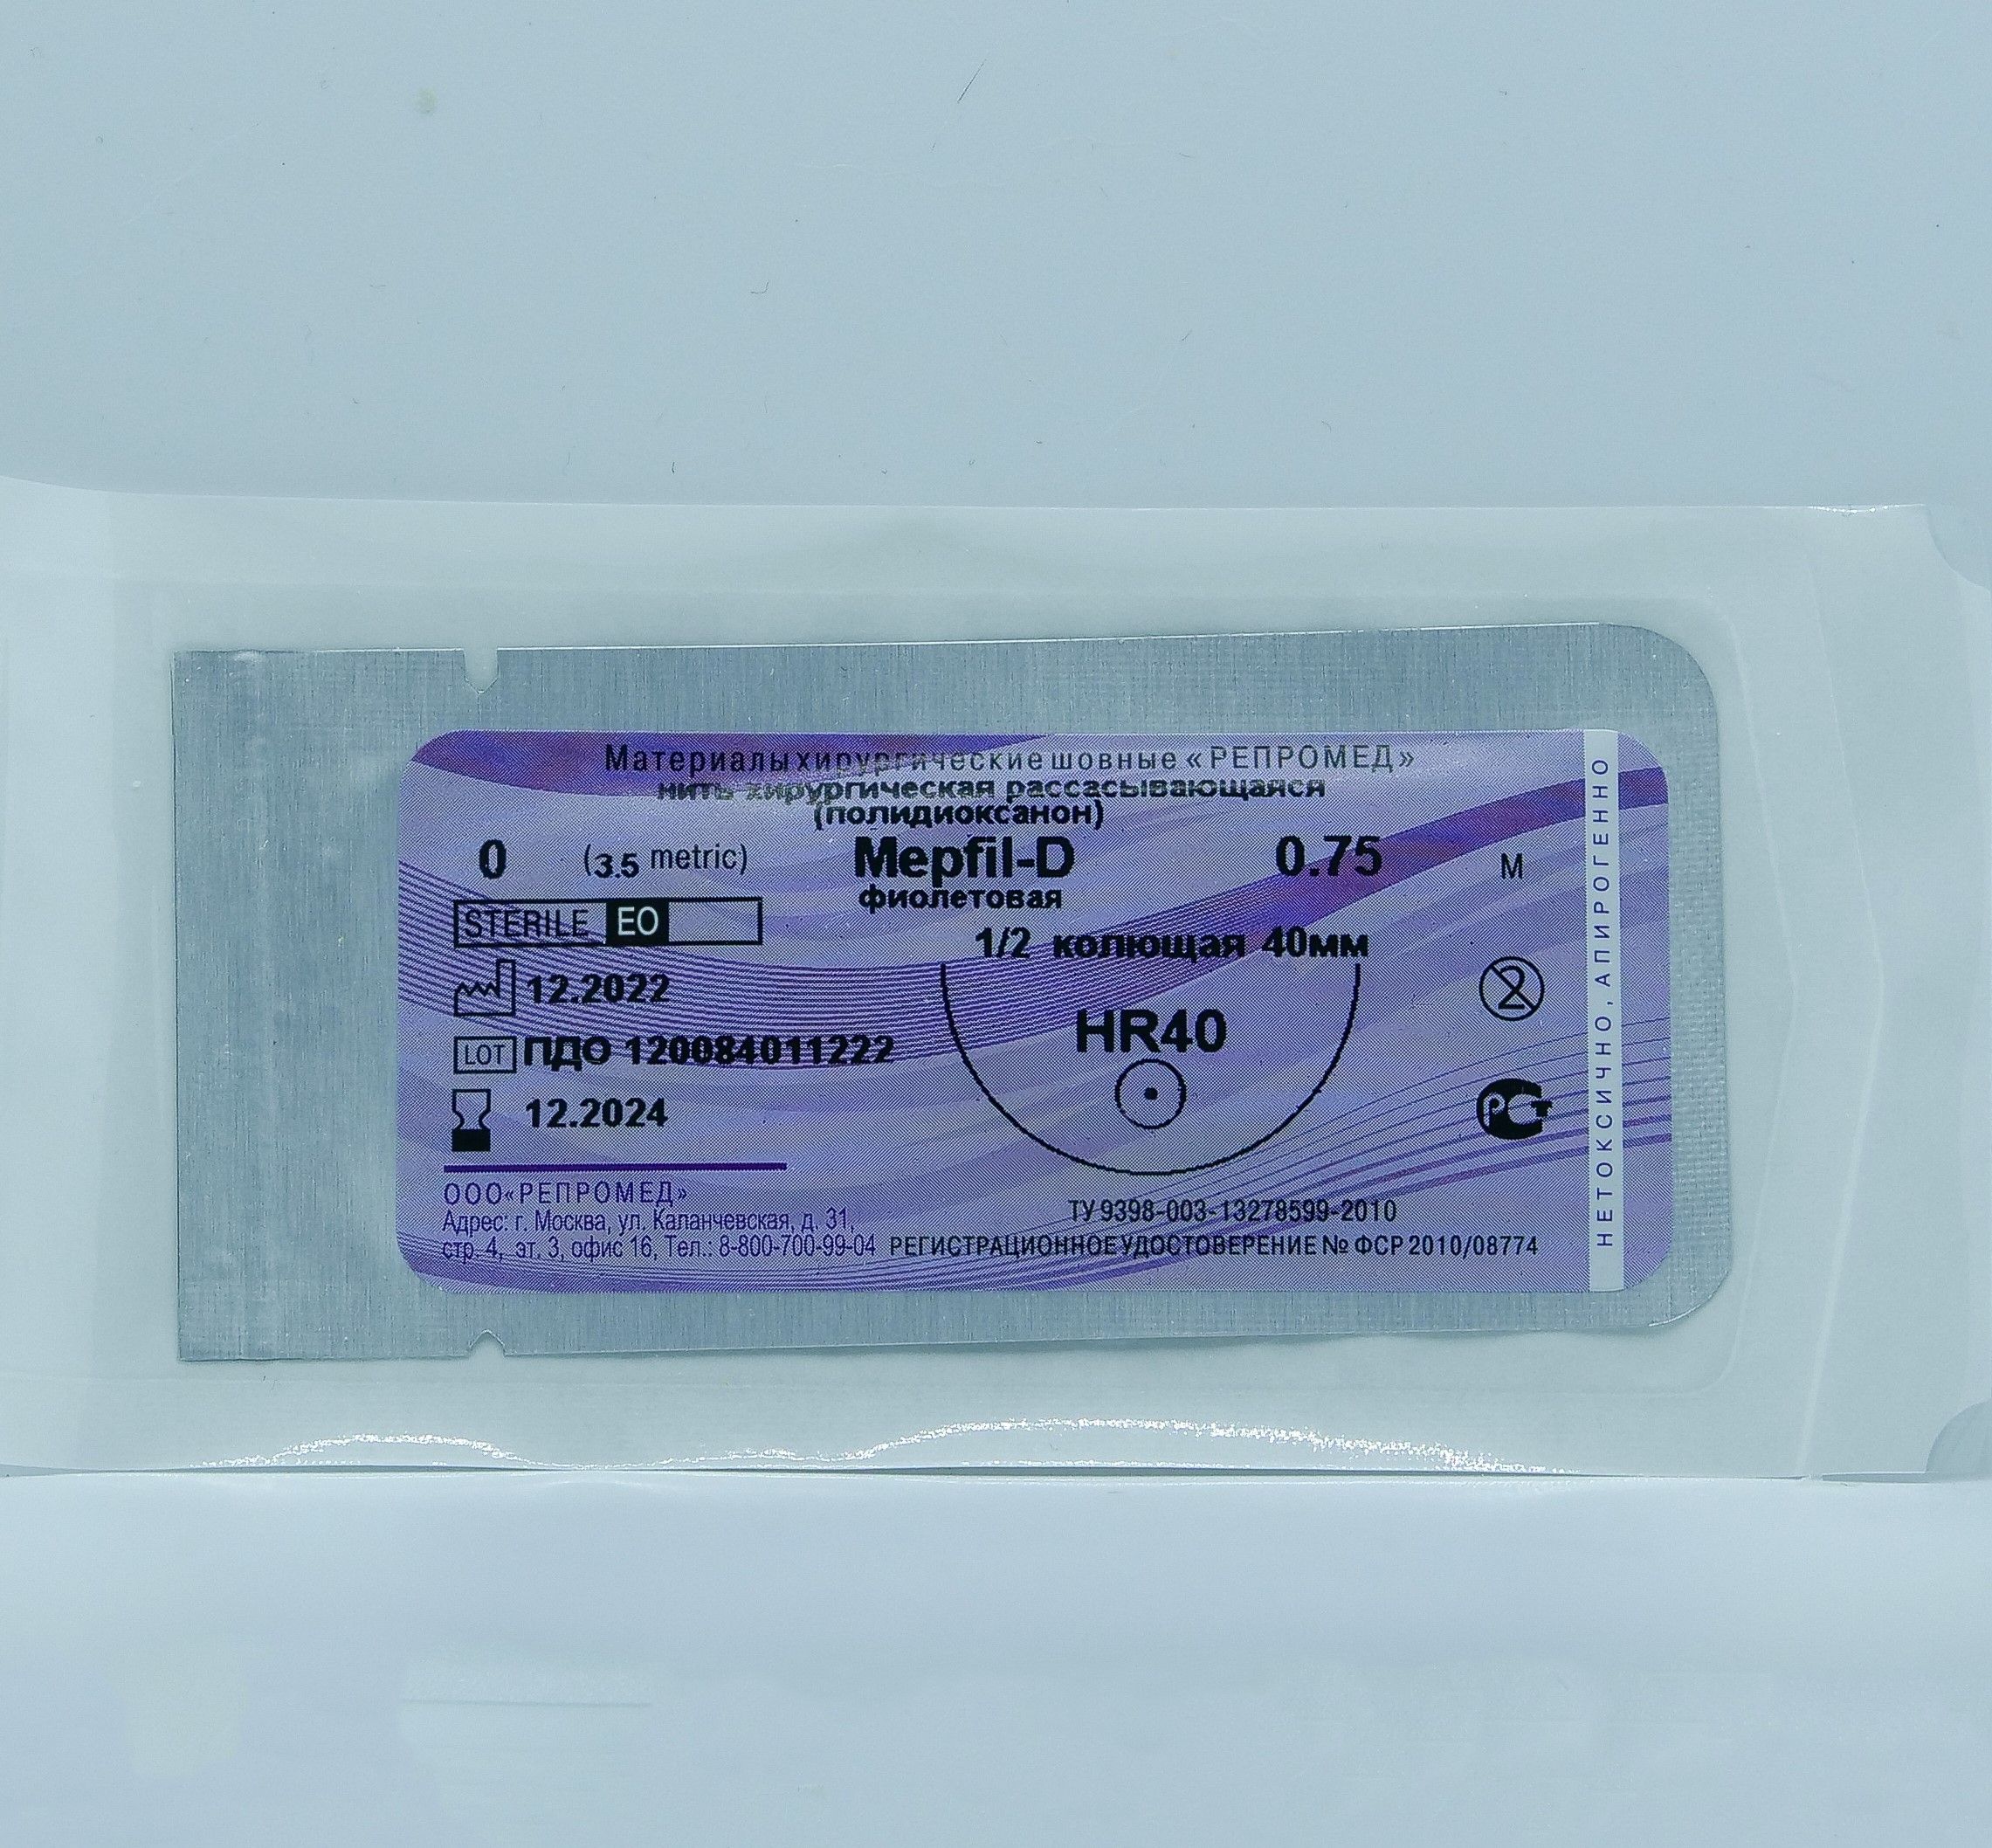 Материалы хирургические шовные «РЕПРОМЕД»
нить хирургическая рассасывающаяся
(полидиоксанон)
0 (3.5 metric) Mepfil-D 0.75 М
фиолетовая
STERILE EO
1/2 колющая 40мм
12.2022
HR40
2
LOT ПДО 120084011222
12.2024
РСТ
ООО«РЕПРОМЕД»
Адрес: г. Москва, ул. Каланчевская, д. 31,
стр. 4, эт. 3, офис 16, Тел.: 8-800-700-99-04
ТУ 9398-003-13278599-2010
РЕГИСТРАЦИОННОЕ УДОСТОВЕРЕНИЕ № ФСР 2010/08774
НЕТОКСИЧНО, АПИРОГЕННО